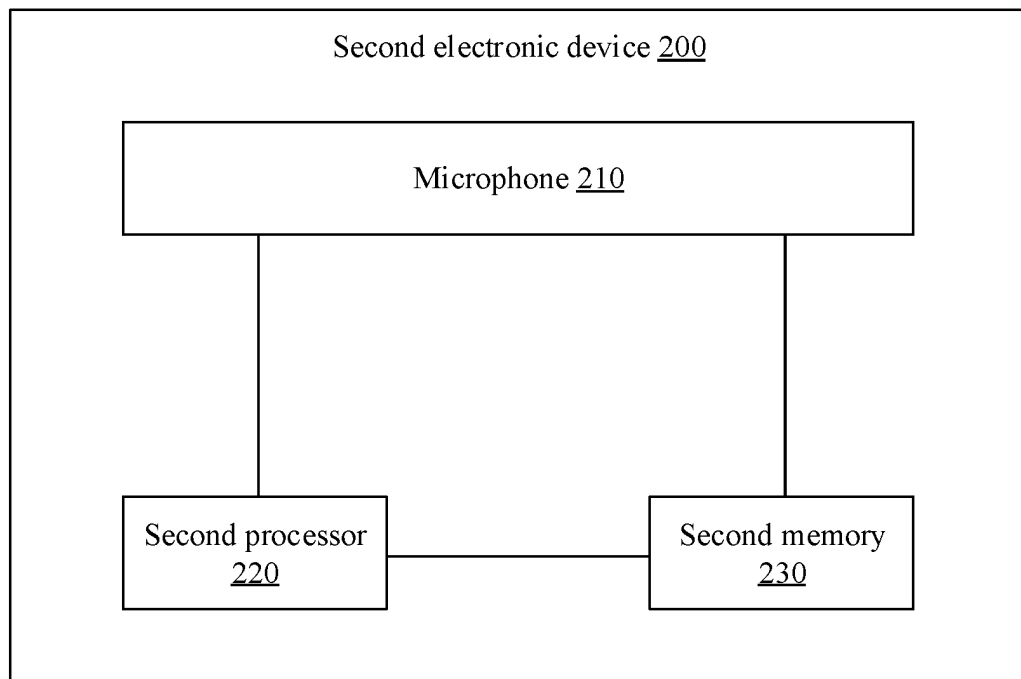 Second electronic device 200
Microphone 210
Second processor
220
Second memory
230